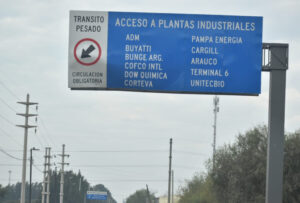 TRANSITO
PESADO
CIRCULACIÓN
OBLIGATORIA
ACCESO A PLANTAS INDUSTRIALES
ADM
BUYATTI
BUNGE ARG.
COFCO INTL
DOW QUIMICA
CORTEVA
PAMPA ENERGIA
CARGILL
ARAUCO
TERMINAL 6
UNITECBIO